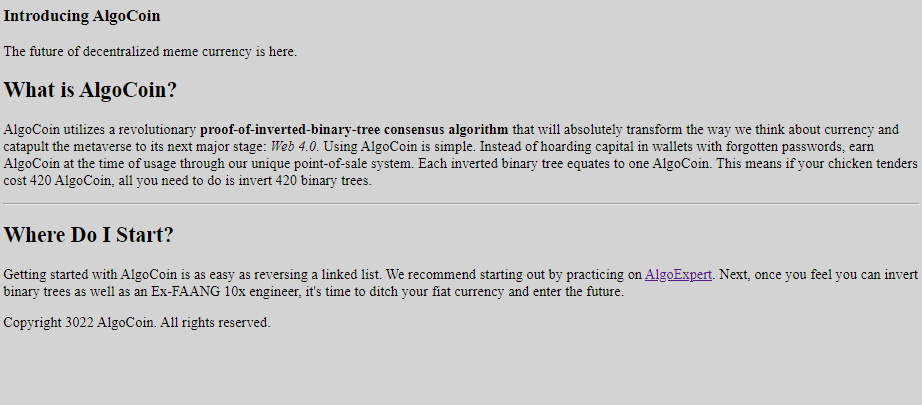 Introducing AlgoCoin
The future of decentralized meme currency is here.
What is AlgoCoin?
AlgoCoin utilizes a revolutionary proof-of-inverted-binary-tree consensus algorithm that will absolutely transform the way we think about currency and
catapult the metaverse to its next major stage: Web 4.0. Using AlgoCoin is simple. Instead of hoarding capital in wallets with forgotten passwords, earn
AlgoCoin at the time of usage through our unique point-of-sale system. Each inverted binary tree equates to one AlgoCoin. This means if your chicken tenders
cost 420 AlgoCoin, all you need to do is invert 420 binary trees.
Where Do I Start?
Getting started with AlgoCoin is as easy as reversing a linked list. We recommend starting out by practicing on AlgoExpert. Next, once you feel you can invert
binary trees as well as an Ex-FAANG 10x engineer, it's time to ditch your fiat currency and enter the future.
Copyright 3022 AlgoCoin. All rights reserved.